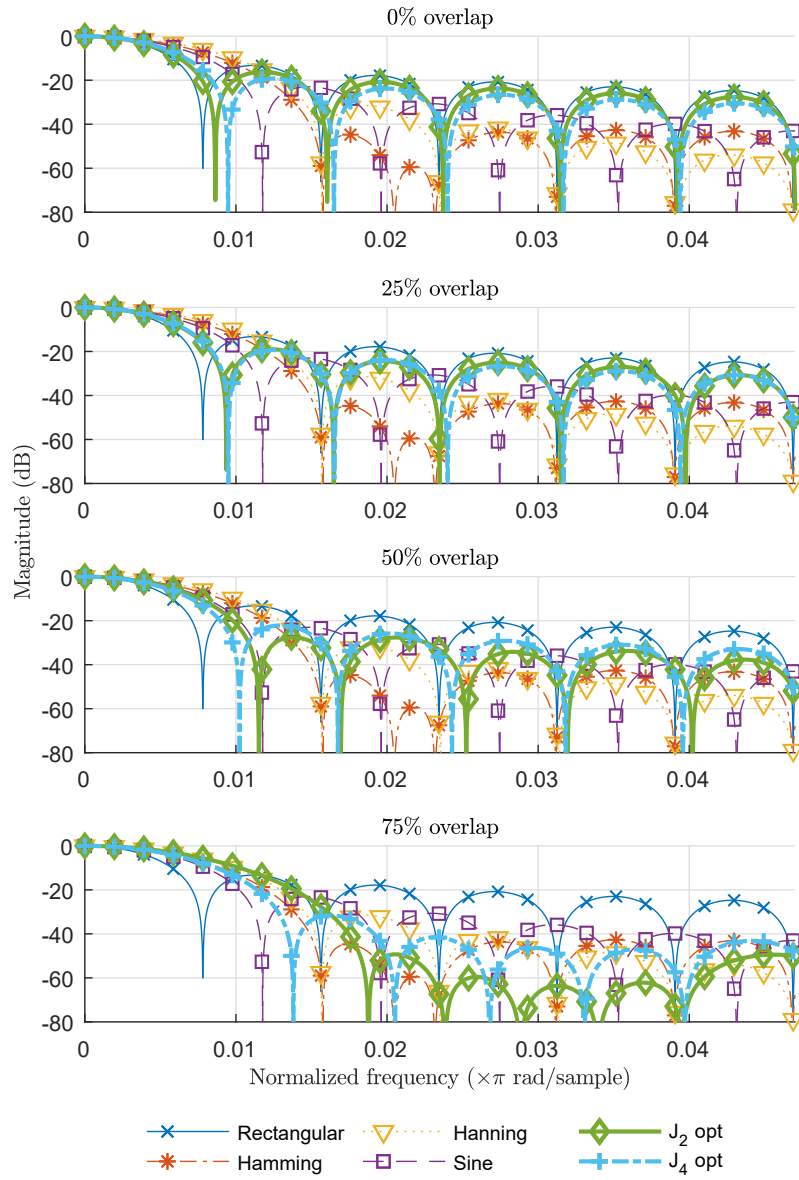 0% overlap
0
-20
-40
-60
-80
0 0.01 0.02 0.03 0.04
25% overlap
0
-20
-40
-60
-80
0 0.01 0.02 0.03 0.04
Magnitude (dB)
50% overlap
0
-20
-40
-60
-80
0 0.01 0.02 0.03 0.04
75% overlap
0
-20
-40
-60
-80
0 0.01 0.02 0.03 0.04
Normalized frequency (×π rad/sample)
Rectangular Hanning J₂ opt
Hamming Sine J₄ opt